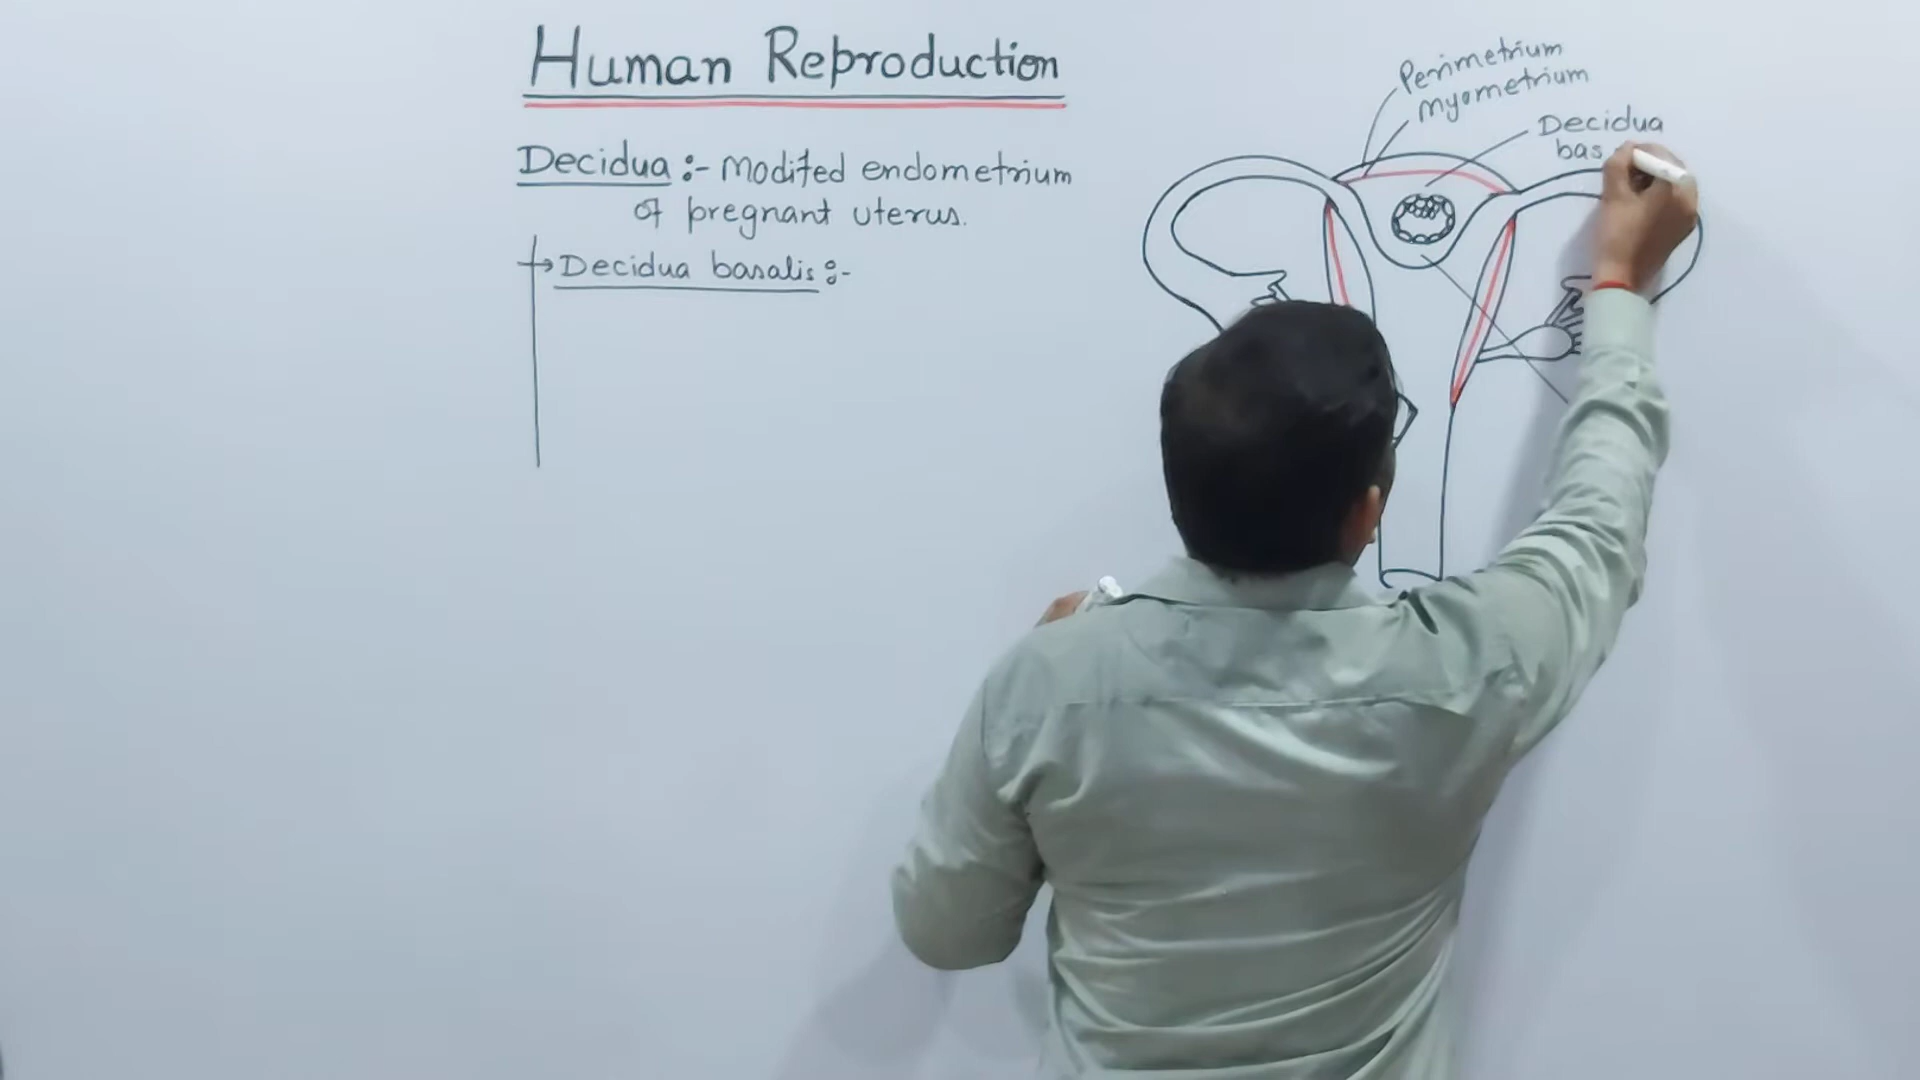 Human Reproduction
Decidua :- Modifed endometrium
of pregnant uterus.
→ Decidua basalis :-
Perimetrium
myometrium
Decidua
bas